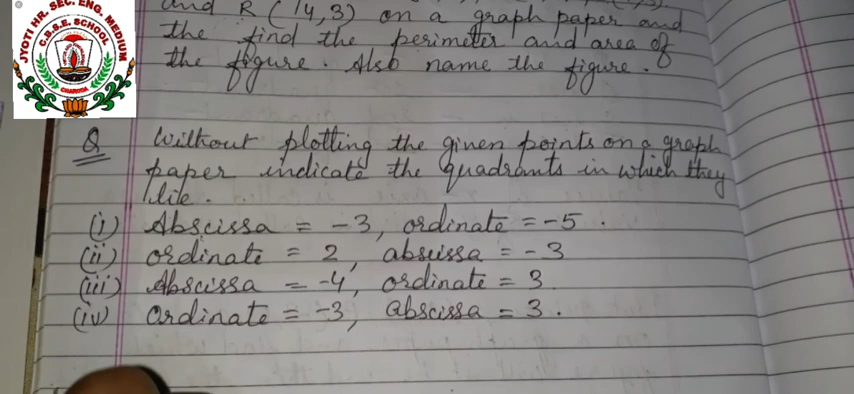 JYOTI HR. SEC. ENG. MEDIUM
C.B.S.E. SCHOOL
CHARODA
and R (14,3) on a graph paper and
the find the perimeter and area of
the figure. Also name the figure.
Q Without plotting the given points on a graph
paper indicate the quadrants in which they
lie.
(i) Abscissa = -3, ordinate = -5.
(ii) ordinate = 2, abscissa = -3
(iii) Abscissa = -4, ordinate = 3
(iv) ordinate = -3, abscissa = 3.